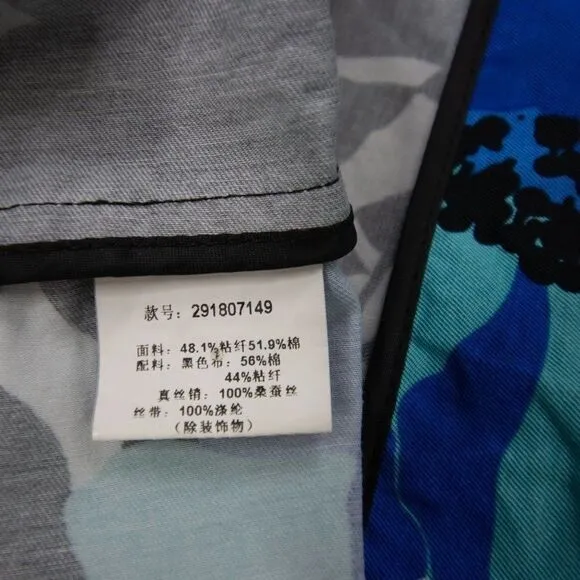 款号：291807149
面料：48.1%粘纤51.9%棉
配料：黑色布：56%棉
44%粘纤
真丝绡：100%桑蚕丝
丝带：100%涤纶
（除装饰物）